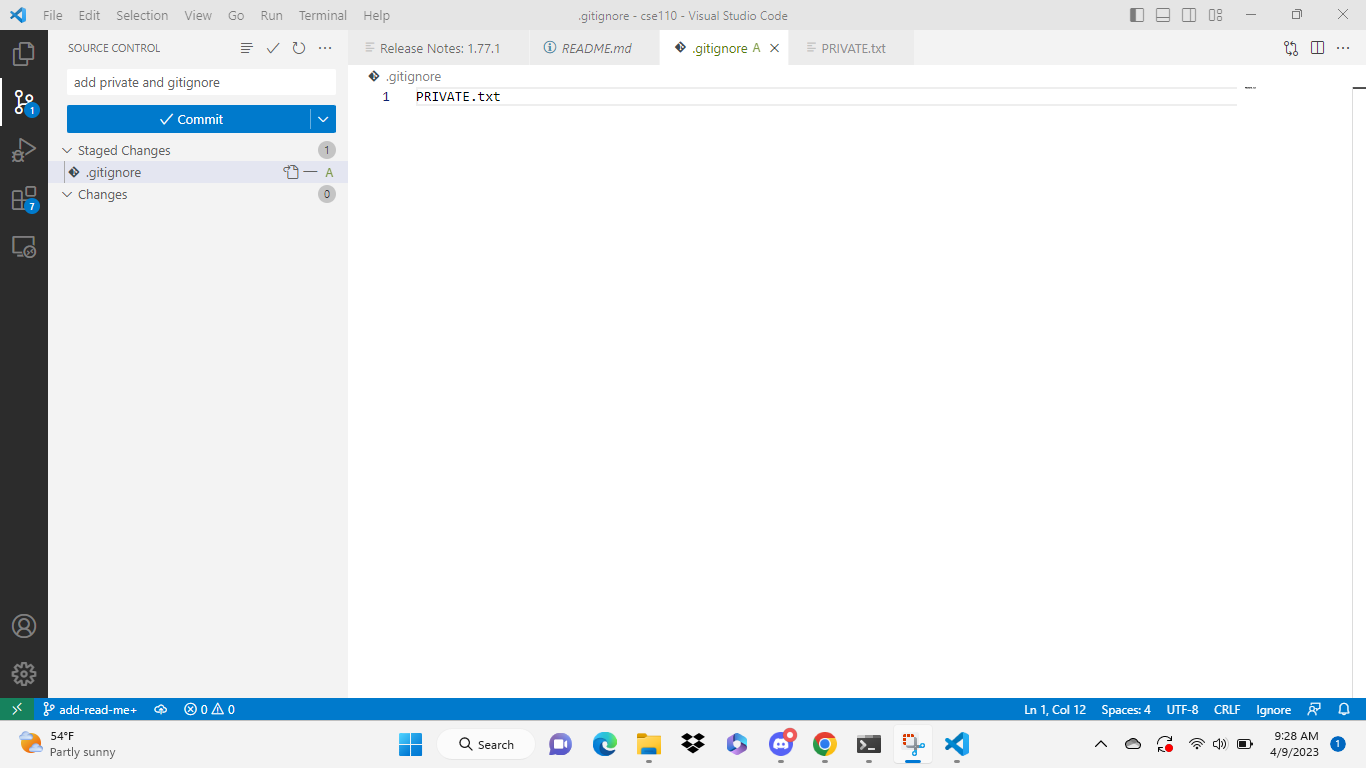 File Edit Selection View Go Run Terminal Help
.gitignore - cse110 - Visual Studio Code
SOURCE CONTROL
Release Notes: 1.77.1
README.md
.gitignore A
PRIVATE.txt
add private and gitignore
.gitignore
1 PRIVATE.txt
Commit
1
Staged Changes 1
.gitignore A
Changes 0
7
add-read-me+
0 0
Ln 1, Col 12
Spaces: 4
UTF-8
CRLF
Ignore
54°F
Partly sunny
Search
9:28 AM
4/9/2023
1